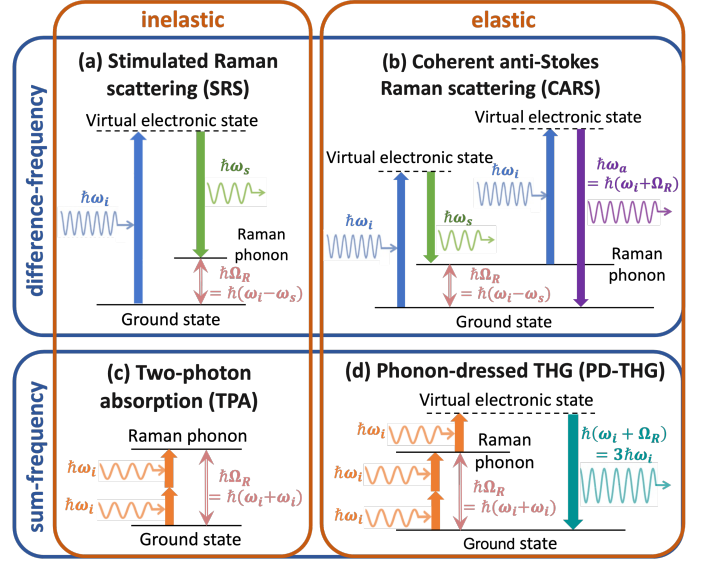 inelastic
elastic
difference-frequency
(a) Stimulated Raman
scattering (SRS)
Virtual electronic state
ℏω𝑠
ℏω𝑖
Raman
phonon
ℏΩ𝑅
= ℏ(ω𝑖−ω𝑠)
Ground state
(b) Coherent anti-Stokes
Raman scattering (CARS)
Virtual electronic state
Virtual electronic state
ℏω𝑖
ℏω𝑎
= ℏ(ω𝑖+Ω𝑅)
ℏω𝑖
ℏω𝑠
Raman
phonon
ℏΩ𝑅
= ℏ(ω𝑖−ω𝑠)
Ground state
sum-frequency
(c) Two-photon
absorption (TPA)
Raman phonon
ℏω𝑖
ℏω𝑖
ℏΩ𝑅
= ℏ(ω𝑖+ω𝑖)
Ground state
(d) Phonon-dressed THG (PD-THG)
Virtual electronic state
ℏω𝑖
Raman
phonon
ℏ(ω𝑖 + Ω𝑅)
= 3ℏω𝑖
ℏω𝑖
ℏω𝑖
ℏΩ𝑅
= ℏ(ω𝑖+ω𝑖)
Ground state